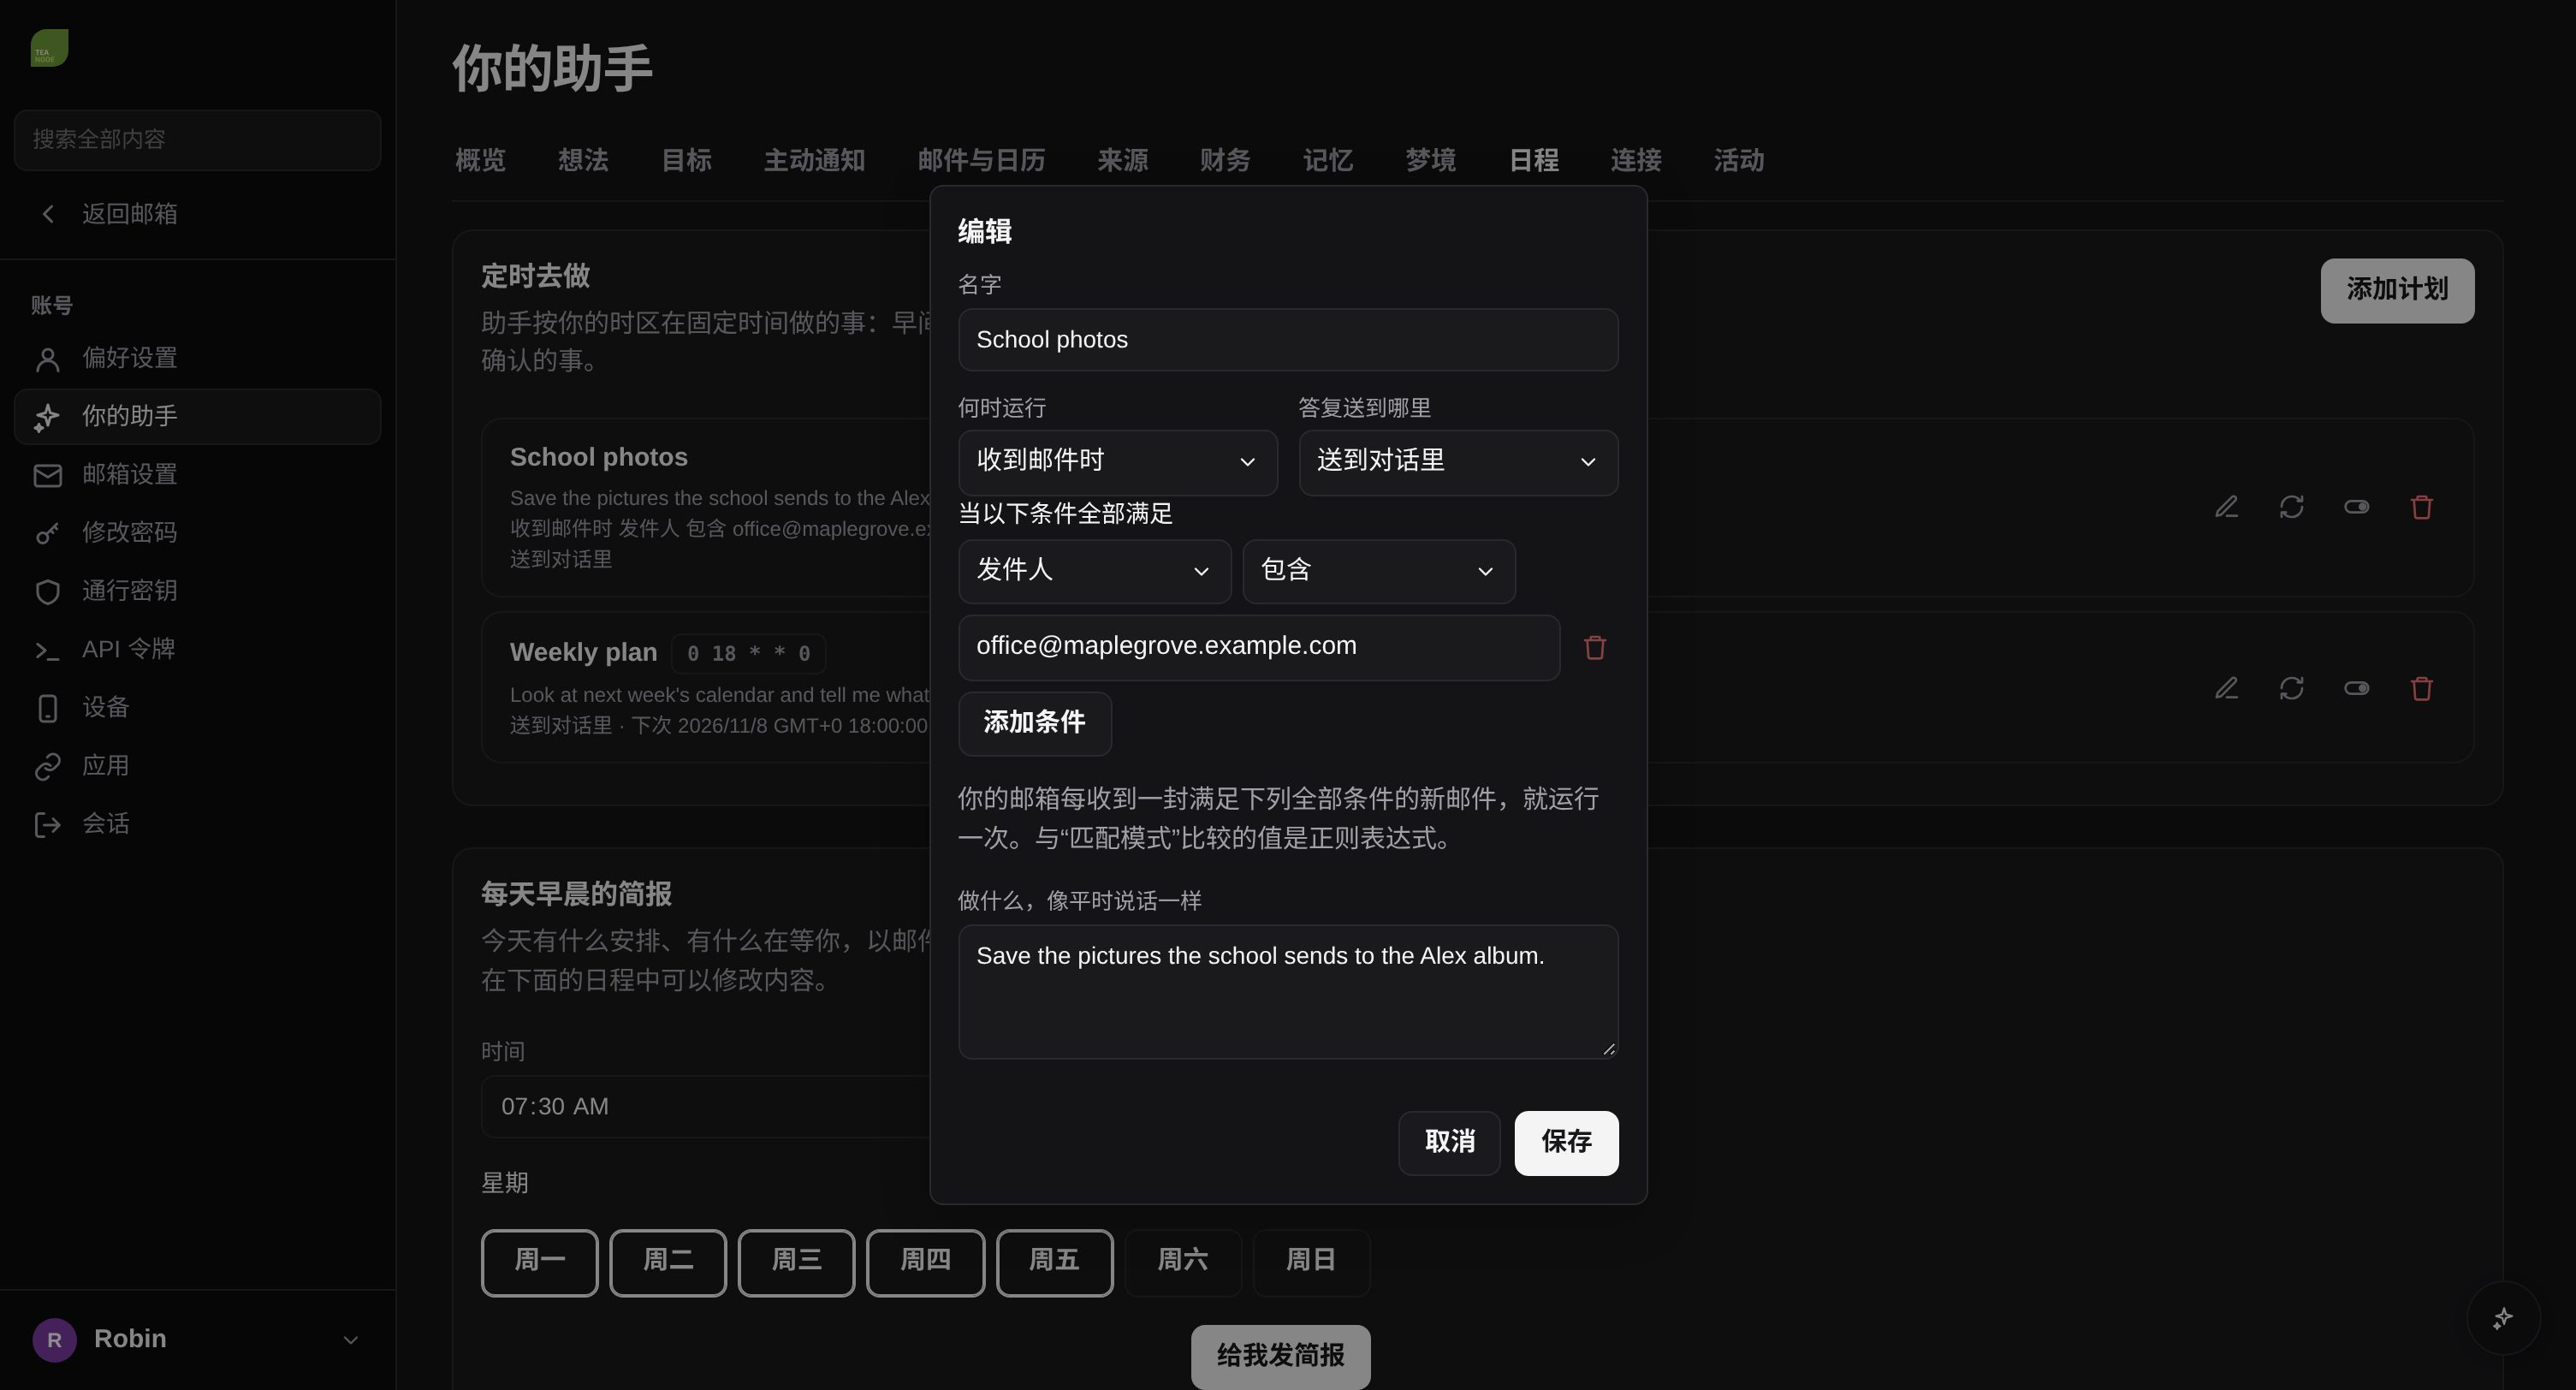 TEA
NODE
搜索全部内容
返回邮箱
账号
偏好设置
你的助手
邮箱设置
修改密码
通行密钥
API 令牌
设备
应用
会话
R Robin
你的助手
概览 想法 目标 主动通知 邮件与日历 来源 财务 记忆 梦境 日程 连接 活动
定时去做
助手按你的时区在固定时间做的事：早
确认的事。
添加计划
School photos
Save the pictures the school sends to the Alex
收到邮件时 发件人 包含 office@maplegrove.ex
送到对话里
Weekly plan 0 18 * * 0
Look at next week's calendar and tell me what
送到对话里 · 下次 2026/11/8 GMT+0 18:00:00
每天早晨的简报
今天有什么安排、有什么在等你，以邮
在下面的日程中可以修改内容。
时间
07:30 AM
星期
周一 周二 周三 周四 周五 周六 周日
给我发简报
编辑
名字
School photos
何时运行 答复送到哪里
收到邮件时 送到对话里
当以下条件全部满足
发件人 包含
office@maplegrove.example.com
添加条件
你的邮箱每收到一封满足下列全部条件的新邮件，就运行
一次。与“匹配模式”比较的值是正则表达式。
做什么，像平时说话一样
Save the pictures the school sends to the Alex album.
取消 保存